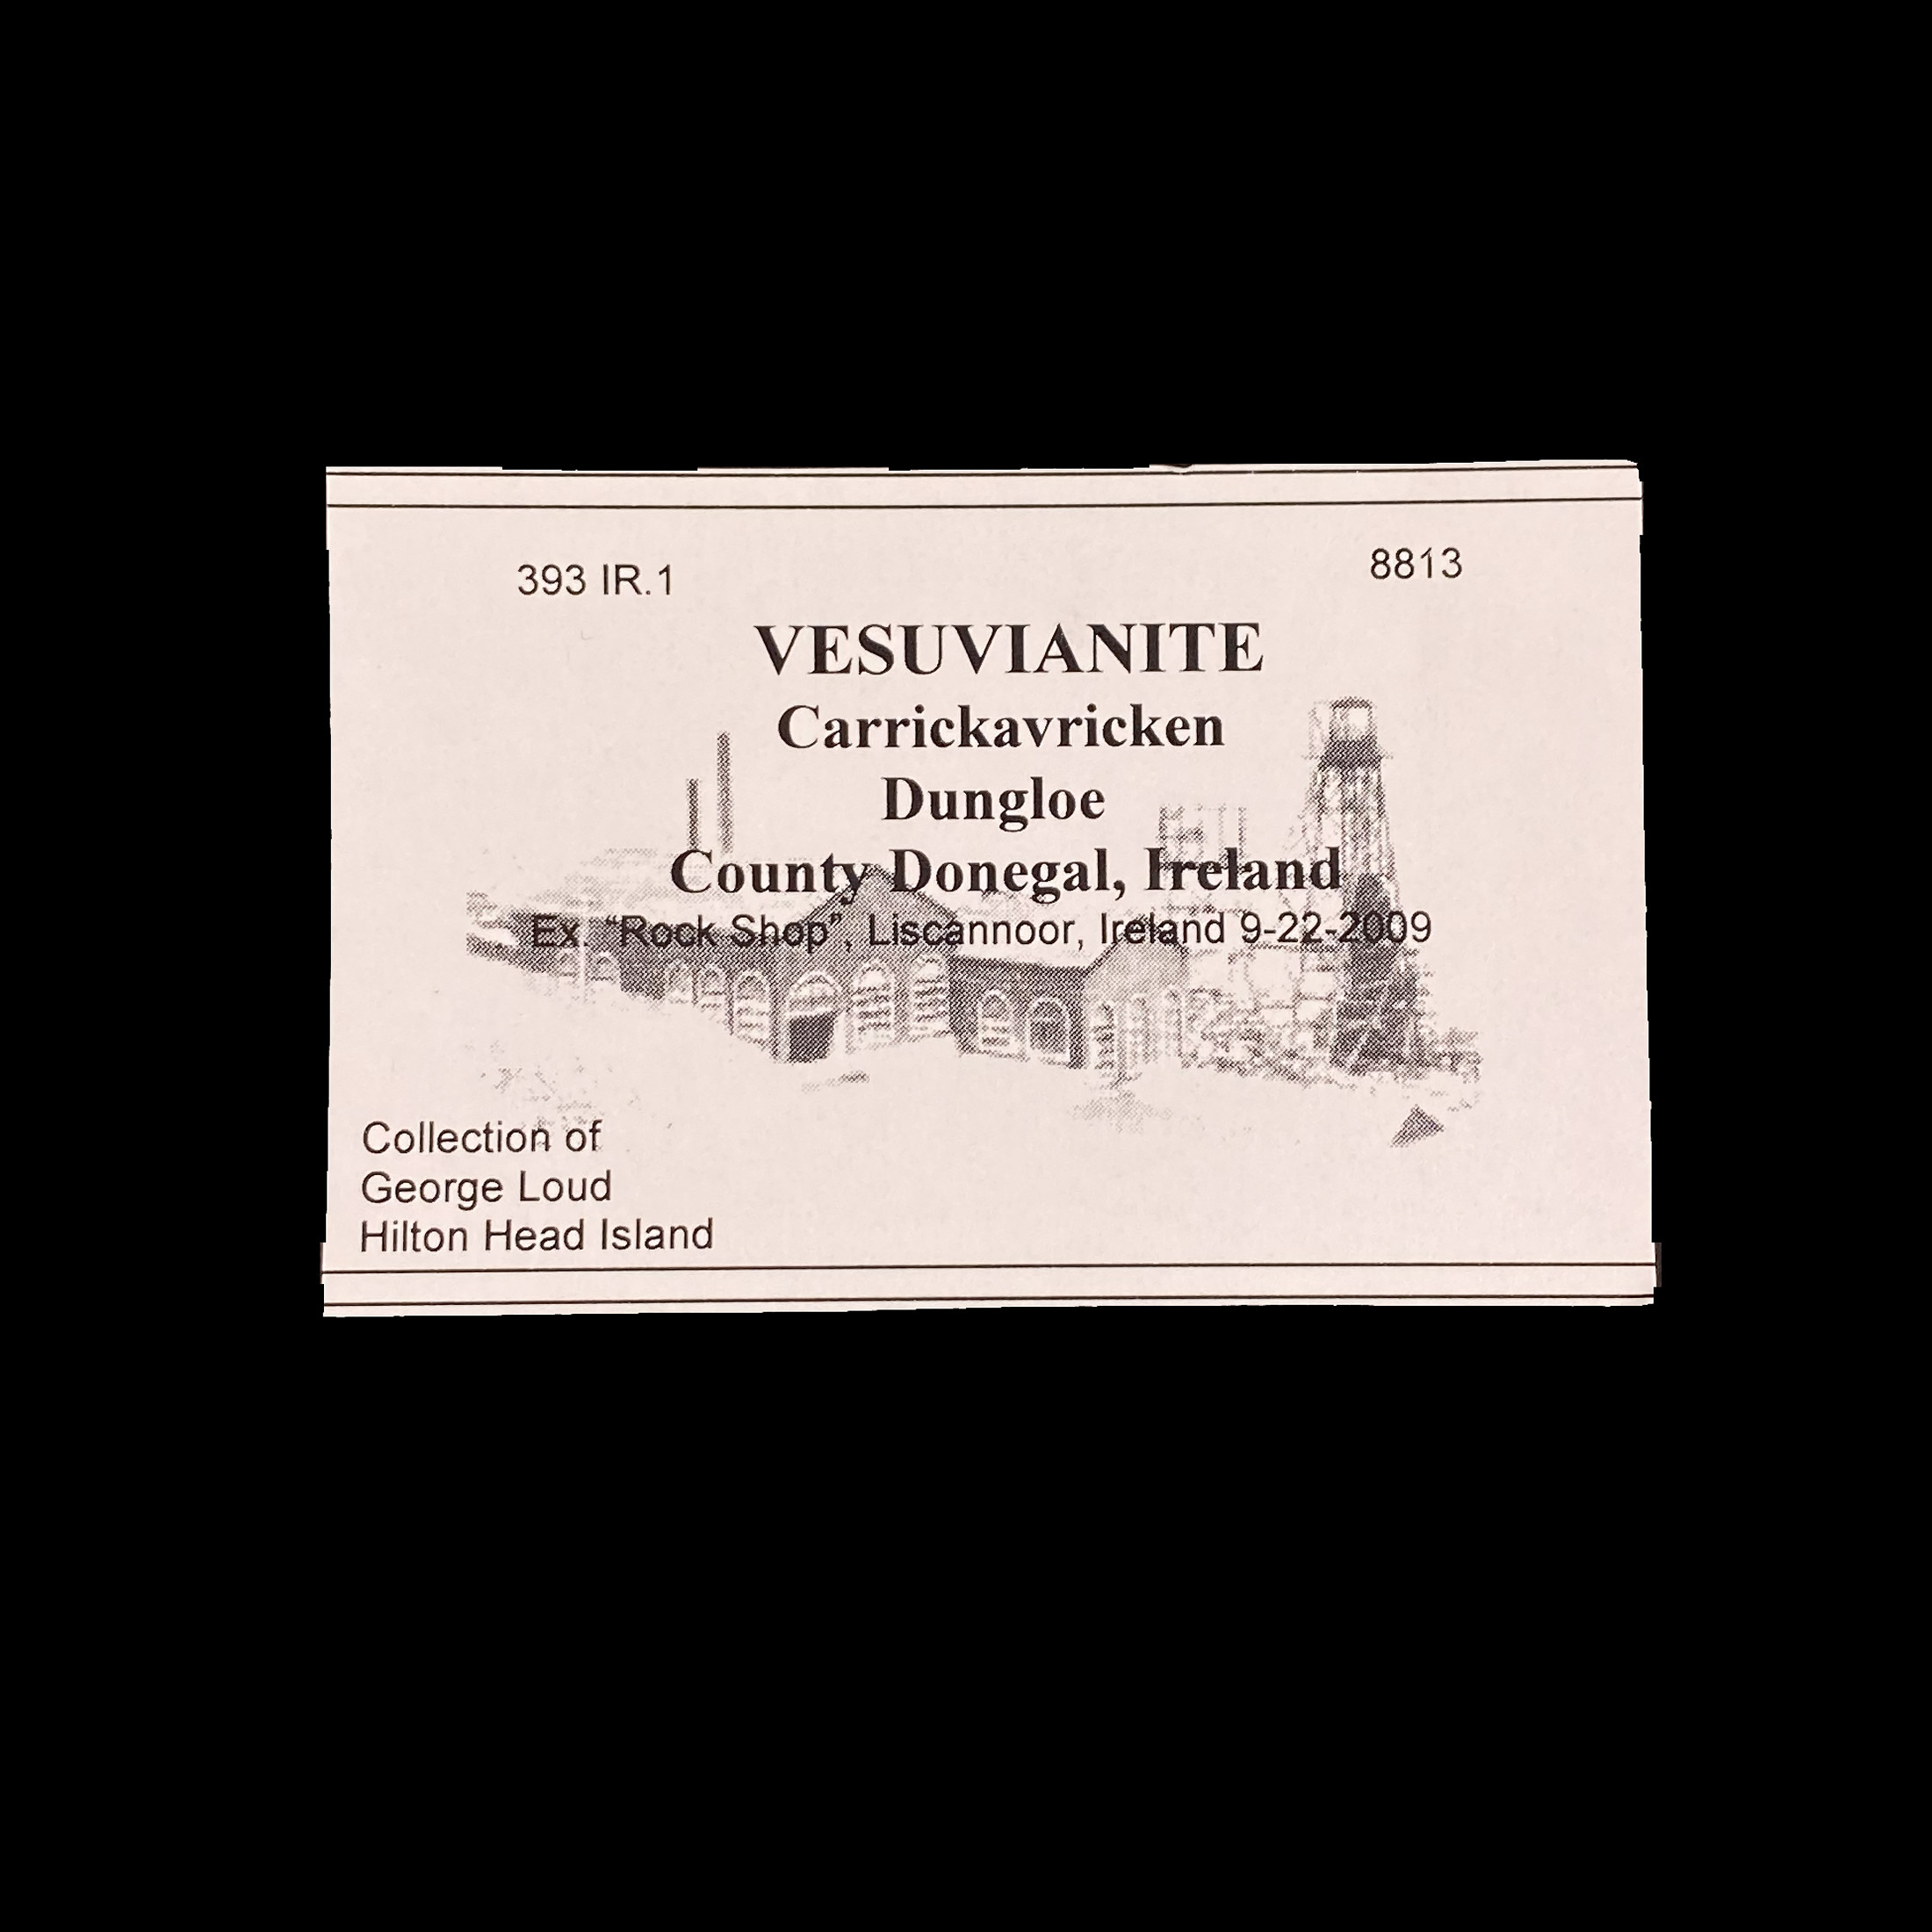 393 IR.1 8813
VESUVIANITE
Carrickavricken
Dungloe
County Donegal, Ireland
Ex. “Rock Shop”, Liscannoor, Ireland 9-22-2009
Collection of
George Loud
Hilton Head Island